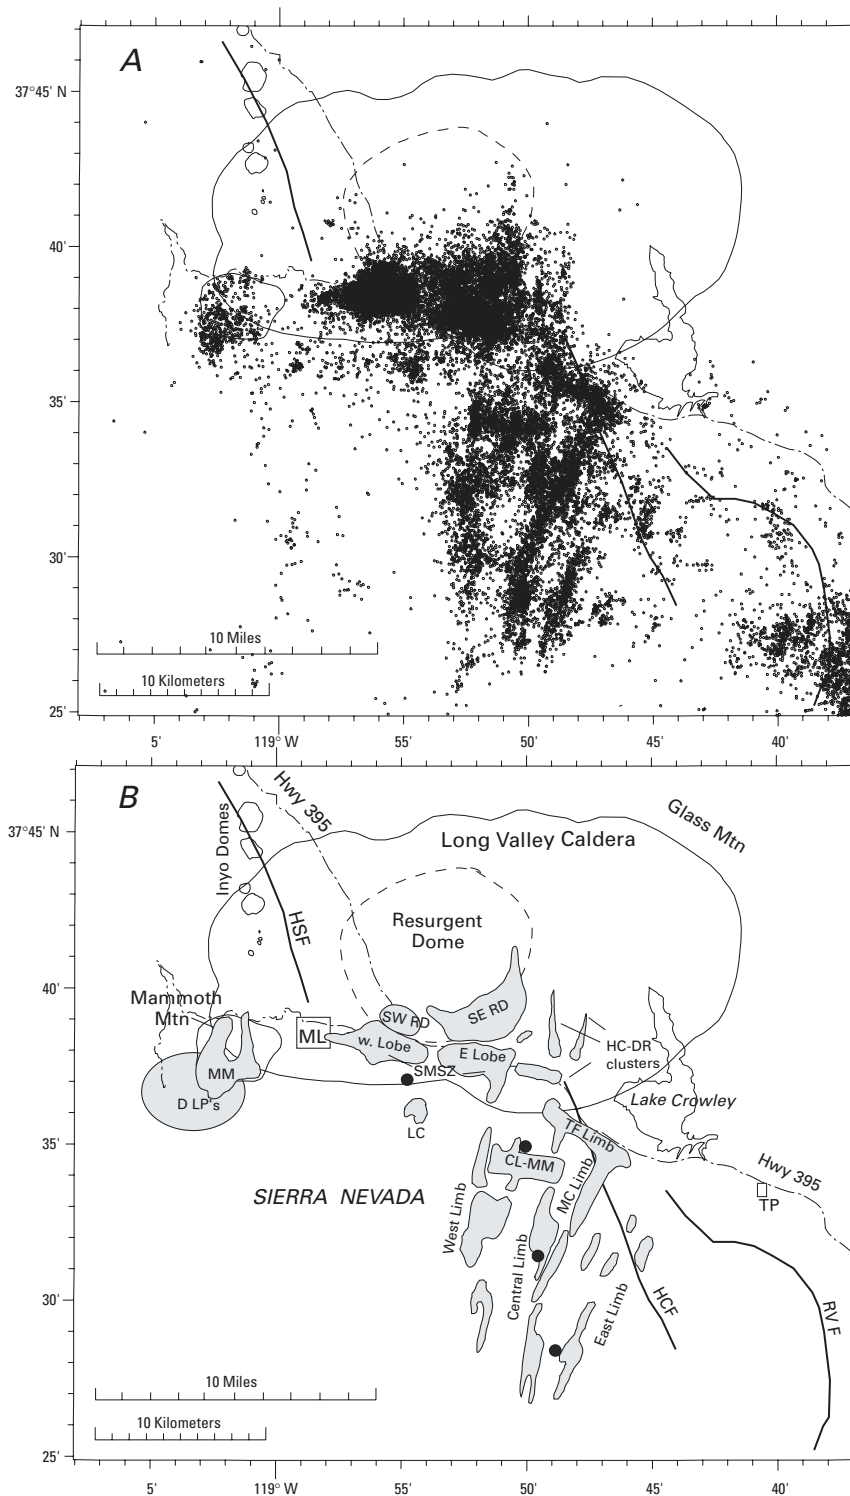 A
37°45' N
40'
35'
30'
25'
10 Miles
10 Kilometers
5'
119° W
55'
50'
45'
40'
B
37°45' N
40'
35'
30'
25'
Hwy 395
Glass Mtn
Long Valley Caldera
Inyo Domes
HSF
Resurgent
Dome
Mammoth
Mtn
ML
SW RD
SE RD
w. Lobe
E Lobe
HC-DR
clusters
SMSZ
MM
D LP's
LC
Lake Crowley
TF Limb
CL-MM
MC Limb
Hwy 395
TP
SIERRA NEVADA
West Limb
Central Limb
East Limb
HCF
RV F
10 Miles
10 Kilometers
5'
119° W
55'
50'
45'
40'